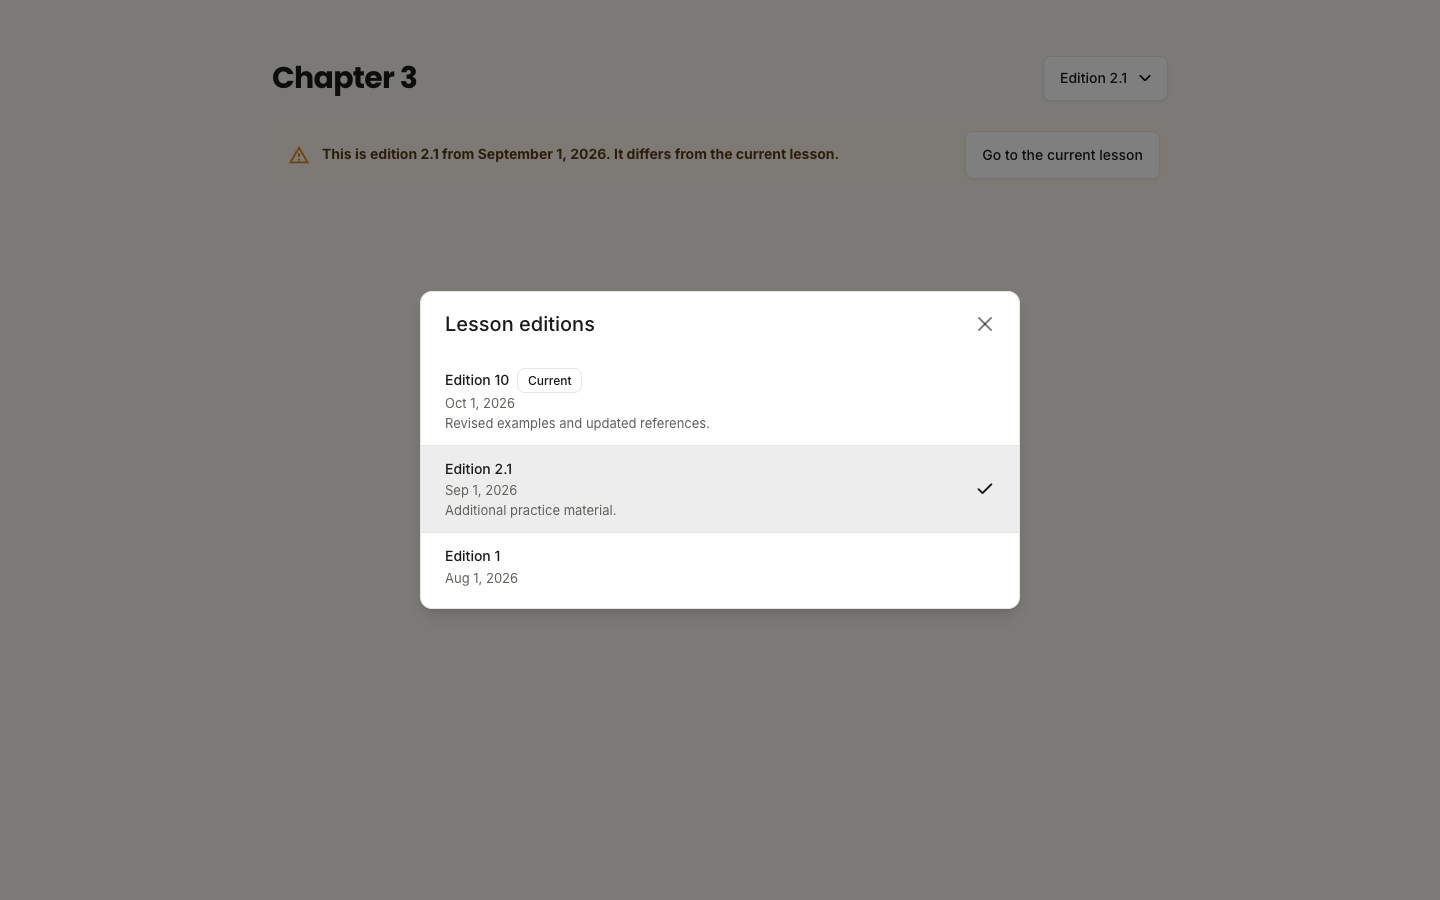 Chapter 3
Edition 2.1
This is edition 2.1 from September 1, 2026. It differs from the current lesson.
Go to the current lesson
Lesson editions
Edition 10 Current
Oct 1, 2026
Revised examples and updated references.
Edition 2.1
Sep 1, 2026
Additional practice material.
Edition 1
Aug 1, 2026